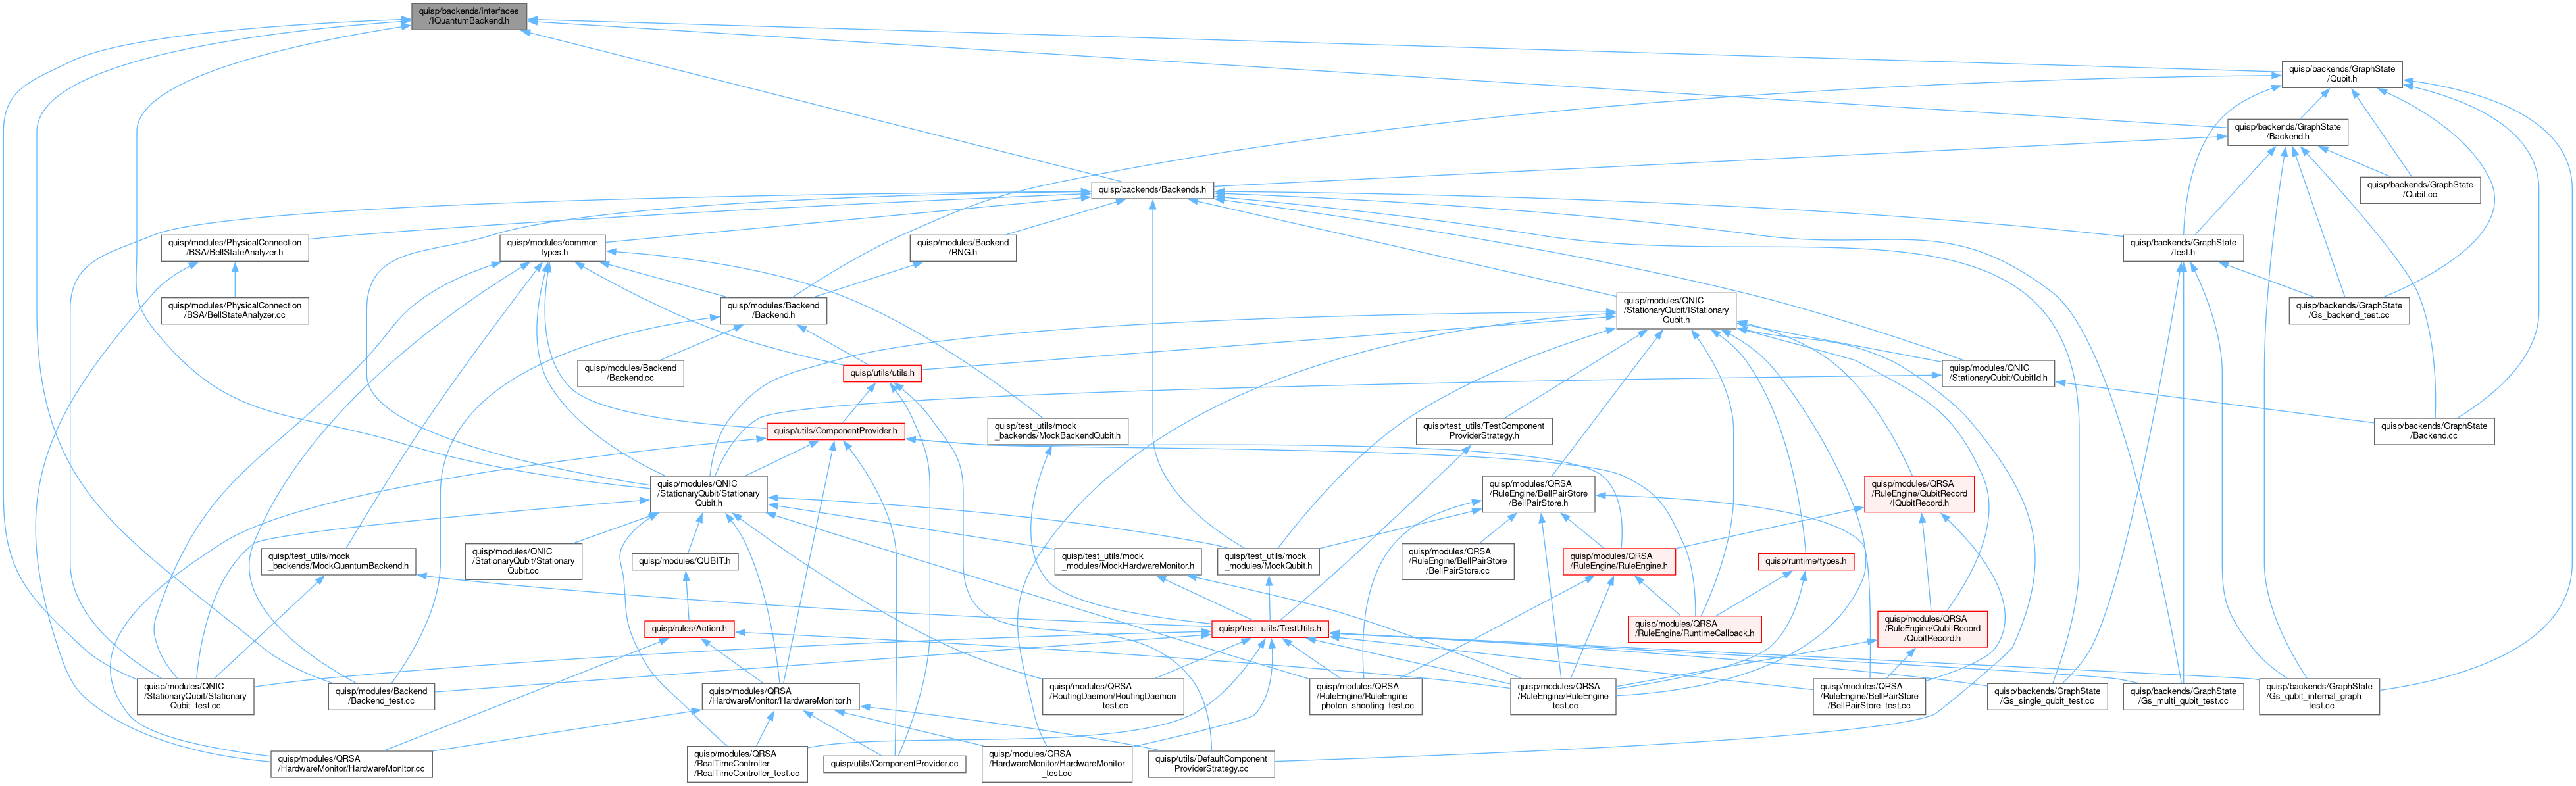 quisp/backends/interfaces
/IQuantumBackend.h
quisp/backends/GraphState
/Qubit.h
quisp/backends/GraphState
/Backend.h
quisp/backends/Backends.h
quisp/backends/GraphState
/Qubit.cc
quisp/modules/PhysicalConnection
/BSA/BellStateAnalyzer.h
quisp/modules/common
_types.h
quisp/modules/Backend
/RNG.h
quisp/backends/GraphState
/test.h
quisp/modules/PhysicalConnection
/BSA/BellStateAnalyzer.cc
quisp/modules/Backend
/Backend.h
quisp/modules/QNIC
/StationaryQubit/IStationary
Qubit.h
quisp/backends/GraphState
/Gs_backend_test.cc
quisp/modules/Backend
/Backend.cc
quisp/utils/utils.h
quisp/modules/QNIC
/StationaryQubit/QubitId.h
quisp/utils/ComponentProvider.h
quisp/test_utils/mock
_backends/MockBackendQubit.h
quisp/test_utils/TestComponent
ProviderStrategy.h
quisp/backends/GraphState
/Backend.cc
quisp/modules/QNIC
/StationaryQubit/Stationary
Qubit.h
quisp/modules/QRSA
/RuleEngine/BellPairStore
/BellPairStore.h
quisp/modules/QRSA
/RuleEngine/QubitRecord
/IQubitRecord.h
quisp/test_utils/mock
_backends/MockQuantumBackend.h
quisp/modules/QNIC
/StationaryQubit/Stationary
Qubit.cc
quisp/modules/QUBIT.h
quisp/test_utils/mock
_modules/MockHardwareMonitor.h
quisp/test_utils/mock
_modules/MockQubit.h
quisp/modules/QRSA
/RuleEngine/BellPairStore
/BellPairStore.cc
quisp/modules/QRSA
/RuleEngine/RuleEngine.h
quisp/runtime/types.h
quisp/rules/Action.h
quisp/test_utils/TestUtils.h
quisp/modules/QRSA
/RuleEngine/RuntimeCallback.h
quisp/modules/QRSA
/RuleEngine/QubitRecord
/QubitRecord.h
quisp/modules/QNIC
/StationaryQubit/Stationary
Qubit_test.cc
quisp/modules/Backend
/Backend_test.cc
quisp/modules/QRSA
/HardwareMonitor/HardwareMonitor.h
quisp/modules/QRSA
/RoutingDaemon/RoutingDaemon
_test.cc
quisp/modules/QRSA
/RuleEngine/RuleEngine
_photon_shooting_test.cc
quisp/modules/QRSA
/RuleEngine/RuleEngine
_test.cc
quisp/modules/QRSA
/RuleEngine/BellPairStore
/BellPairStore_test.cc
quisp/backends/GraphState
/Gs_single_qubit_test.cc
quisp/backends/GraphState
/Gs_multi_qubit_test.cc
quisp/backends/GraphState
/Gs_qubit_internal_graph
_test.cc
quisp/modules/QRSA
/HardwareMonitor/HardwareMonitor.cc
quisp/modules/QRSA
/RealTimeController
/RealTimeController_test.cc
quisp/utils/ComponentProvider.cc
quisp/modules/QRSA
/HardwareMonitor/HardwareMonitor
_test.cc
quisp/utils/DefaultComponent
ProviderStrategy.cc